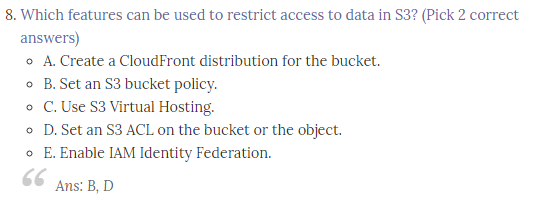 8. Which features can be used to restrict access to data in S3? (Pick 2 correct
answers)
A. Create a CloudFront distribution for the bucket.
B. Set an S3 bucket policy.
C. Use S3 Virtual Hosting.
D. Set an S3 ACL on the bucket or the object.
E. Enable IAM Identity Federation.
Ans: B, D